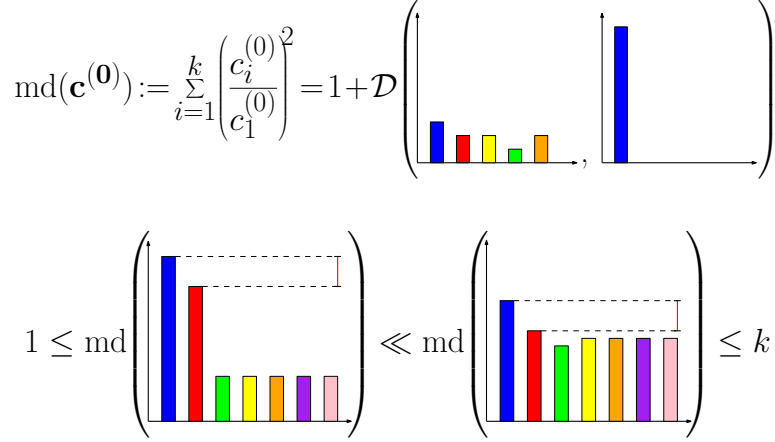 md(𝐜⁽⁰⁾) := ∑_{i=1}^{k} (c_i^{(0)} / c_1^{(0)})² = 1 + 𝒟( , )
1 ≤ md( ) ≪ md( ) ≤ k